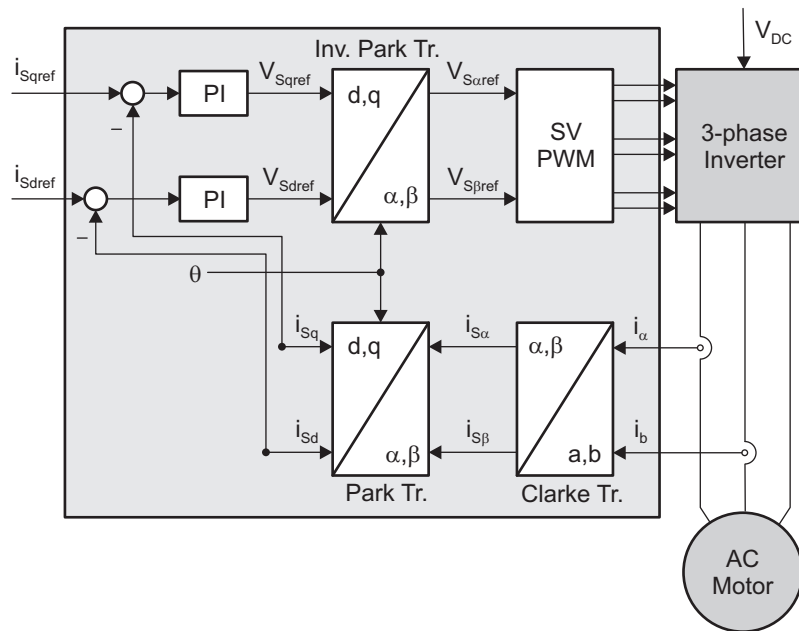 V_DC
Inv. Park Tr.
i_Sqref
PI
V_Sqref
d,q
V_Sαref
SV
PWM
3-phase
Inverter
–
i_Sdref
PI
V_Sdref
α,β
V_Sβref
–
θ
i_Sq
d,q
i_Sα
α,β
i_α
i_Sd
α,β
i_Sβ
a,b
i_b
Park Tr.
Clarke Tr.
AC
Motor